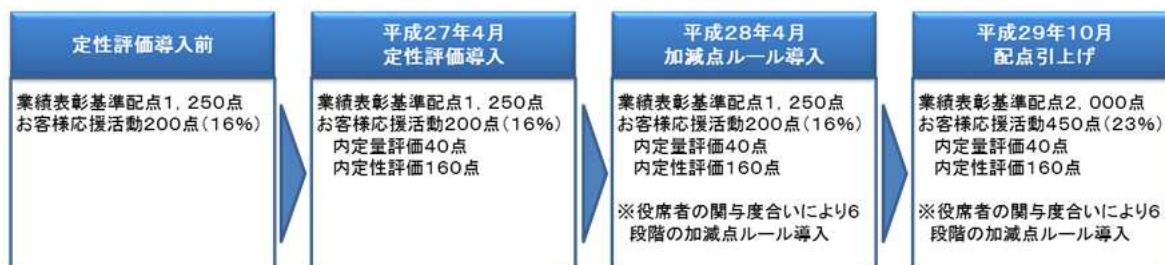 定性評価導入前
業績表彰基準配点1，250点
お客様応援活動200点(16%)
平成27年4月
定性評価導入
業績表彰基準配点1，250点
お客様応援活動200点(16%)
内定量評価40点
内定性評価160点
平成28年4月
加減点ルール導入
業績表彰基準配点1，250点
お客様応援活動200点(16%)
内定量評価40点
内定性評価160点
※役席者の関与度合いにより6
段階の加減点ルール導入
平成29年10月
配点引上げ
業績表彰基準配点2，000点
お客様応援活動450点(23%)
内定量評価40点
内定性評価160点
※役席者の関与度合いにより6
段階の加減点ルール導入